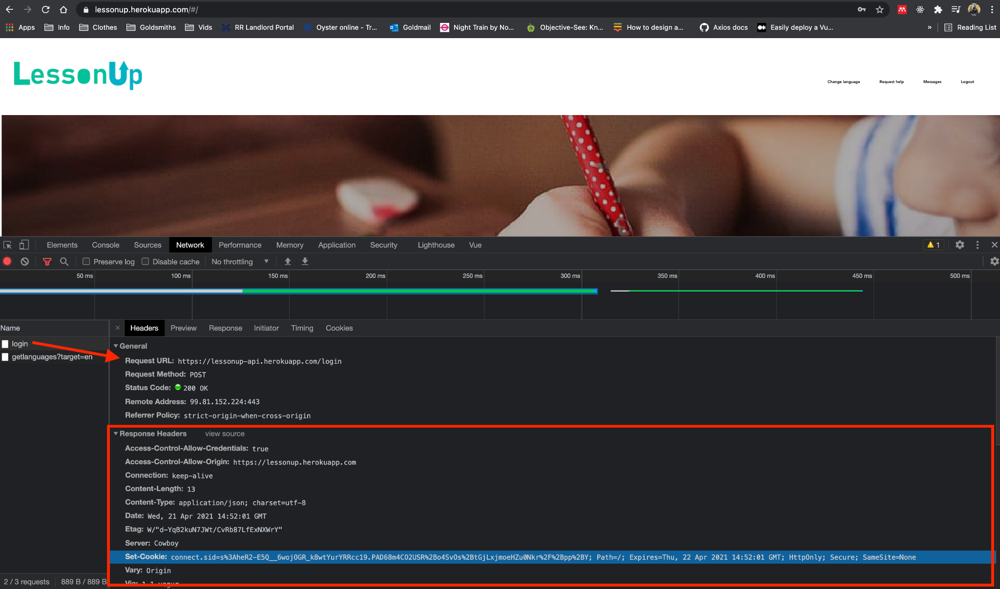 lessonup.herokuapp.com/#/
Apps Info Clothes Goldsmiths Vids RR Landlord Portal Oyster online - Tr... Goldmail Night Train by No... Objective-See: Kn... How to design a... Axios docs Easily deploy a Vu... » Reading List
LessonUp
Change language Request help Messages Logout
Elements Console Sources Network Performance Memory Application Security Lighthouse Vue 1
Preserve log Disable cache No throttling
50 ms 100 ms 150 ms 200 ms 250 ms 300 ms 350 ms 400 ms 450 ms 500 ms
Name Headers Preview Response Initiator Timing Cookies
login
getlanguages?target=en
General
Request URL: https://lessonup-api.herokuapp.com/login
Request Method: POST
Status Code: 200 OK
Remote Address: 99.81.152.224:443
Referrer Policy: strict-origin-when-cross-origin
Response Headers view source
Access-Control-Allow-Credentials: true
Access-Control-Allow-Origin: https://lessonup.herokuapp.com
Connection: keep-alive
Content-Length: 13
Content-Type: application/json; charset=utf-8
Date: Wed, 21 Apr 2021 14:52:01 GMT
Etag: W/"d-YqB2kuN7JWt/CvRb87LfExNXWrY"
Server: Cowboy
Set-Cookie: connect.sid=s%3AheR2-E5Q__6wojOGR_k8wtYurYRRcc19.PAD68m4CO2USR%2Bo4SvOs%2BtGjLxjmoeHZu0Nkr%2F%2Bpp%2BY; Path=/; Expires=Thu, 22 Apr 2021 14:52:01 GMT; HttpOnly; Secure; SameSite=None
Vary: Origin
Via: 1.1 vegur
2 / 3 requests 889 B / 889 B